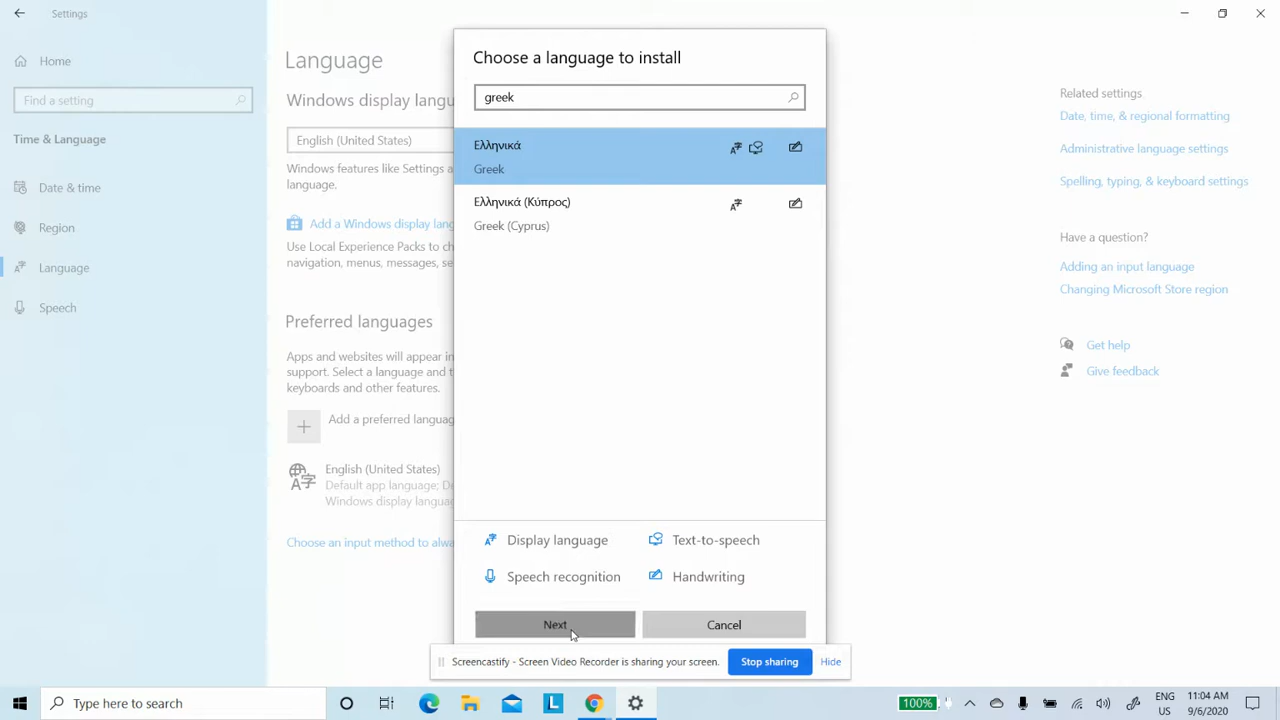 Settings
Home
Find a setting
Time & Language
Date & time
Region
Language
Speech
Language
Windows display langu
English (United States)
Windows features like Settings a
language.
Add a Windows display lang
Use Local Experience Packs to ch
navigation, menus, messages, se
Preferred languages
Apps and websites will appear in
support. Select a language and t
keyboards and other features.
Add a preferred languag
English (United States)
Default app language; De
Windows display languag
Choose an input method to alwa
Choose a language to install
greek
Ελληνικά
Greek
Ελληνικά (Κύπρος)
Greek (Cyprus)
Display language
Text-to-speech
Speech recognition
Handwriting
Next
Cancel
Related settings
Date, time, & regional formatting
Administrative language settings
Spelling, typing, & keyboard settings
Have a question?
Adding an input language
Changing Microsoft Store region
Get help
Give feedback
Screencastify - Screen Video Recorder is sharing your screen.
Stop sharing
Hide
Type here to search
L
100%
ENG
US
11:04 AM
9/6/2020